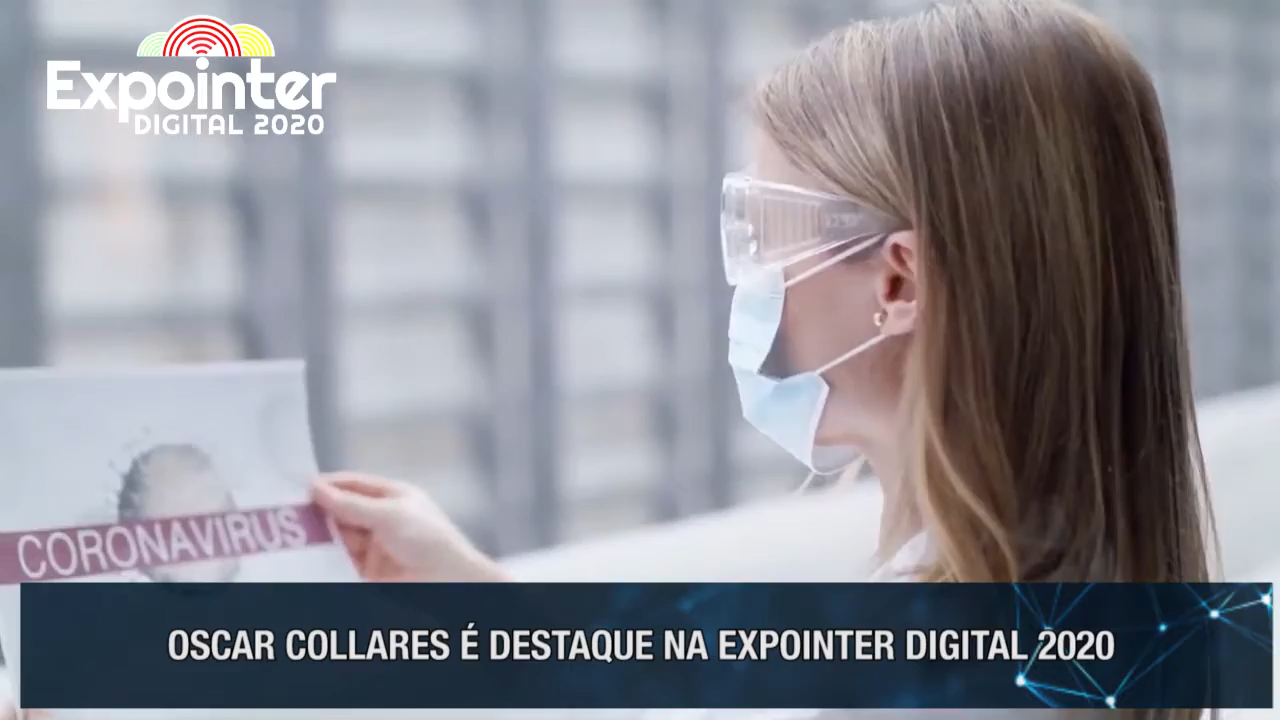 Expointer
DIGITAL 2020
CORONAVIRUS
OSCAR COLLARES É DESTAQUE NA EXPOINTER DIGITAL 2020